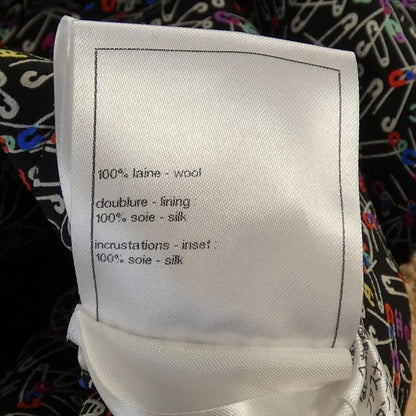 100% laine - wool
doublure - lining :
100% soie - silk
incrustations - inset :
100% soie - silk